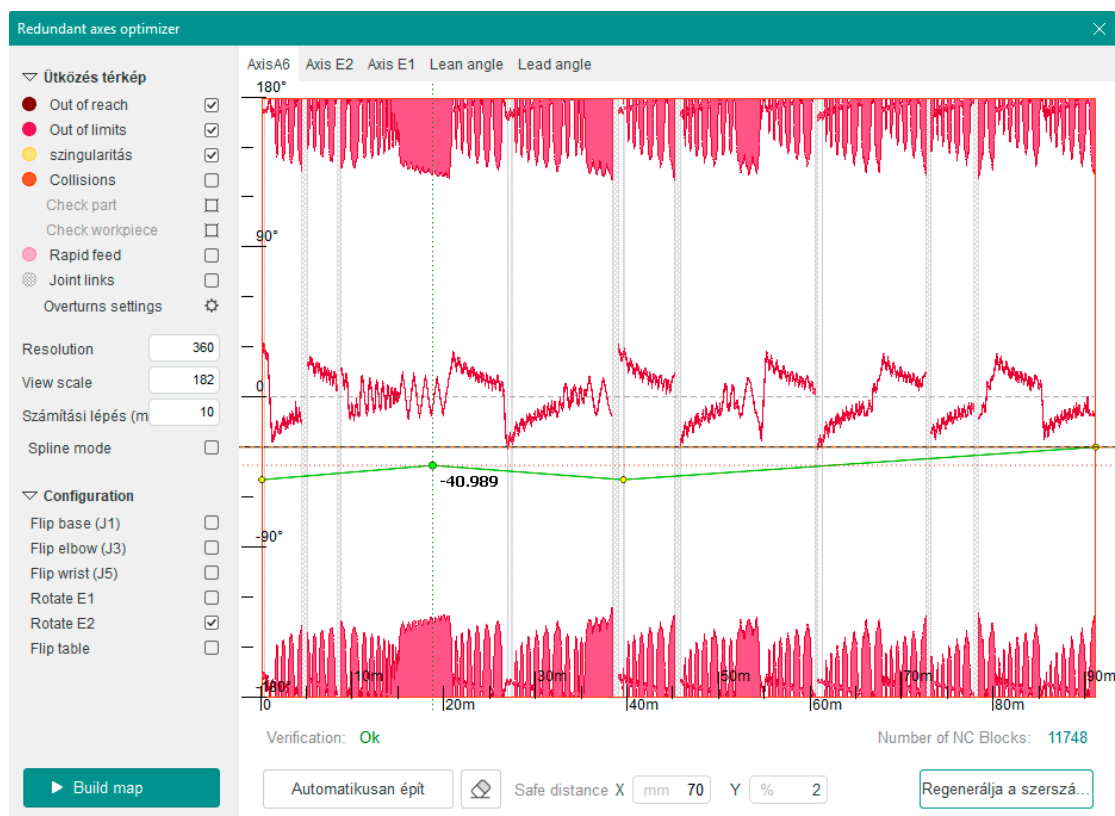 Redundant axes optimizer
Ütközés térkép
Out of reach
Out of limits
szingularitás
Collisions
Check part
Check workpiece
Rapid feed
Joint links
Overturns settings
Resolution 360
View scale 182
Számítási lépés (m 10
Spline mode
Configuration
Flip base (J1)
Flip elbow (J3)
Flip wrist (J5)
Rotate E1
Rotate E2
Flip table
Build map
AxisA6 Axis E2 Axis E1 Lean angle Lead angle
180°
90°
0
-40.989
-90°
-180°
10m 30m 50m 70m 90m
0 20m 40m 60m 80m
Verification: Ok Number of NC Blocks: 11748
Automatikusan épít Safe distance X mm 70 Y % 2 Regenerálja a szerszá...